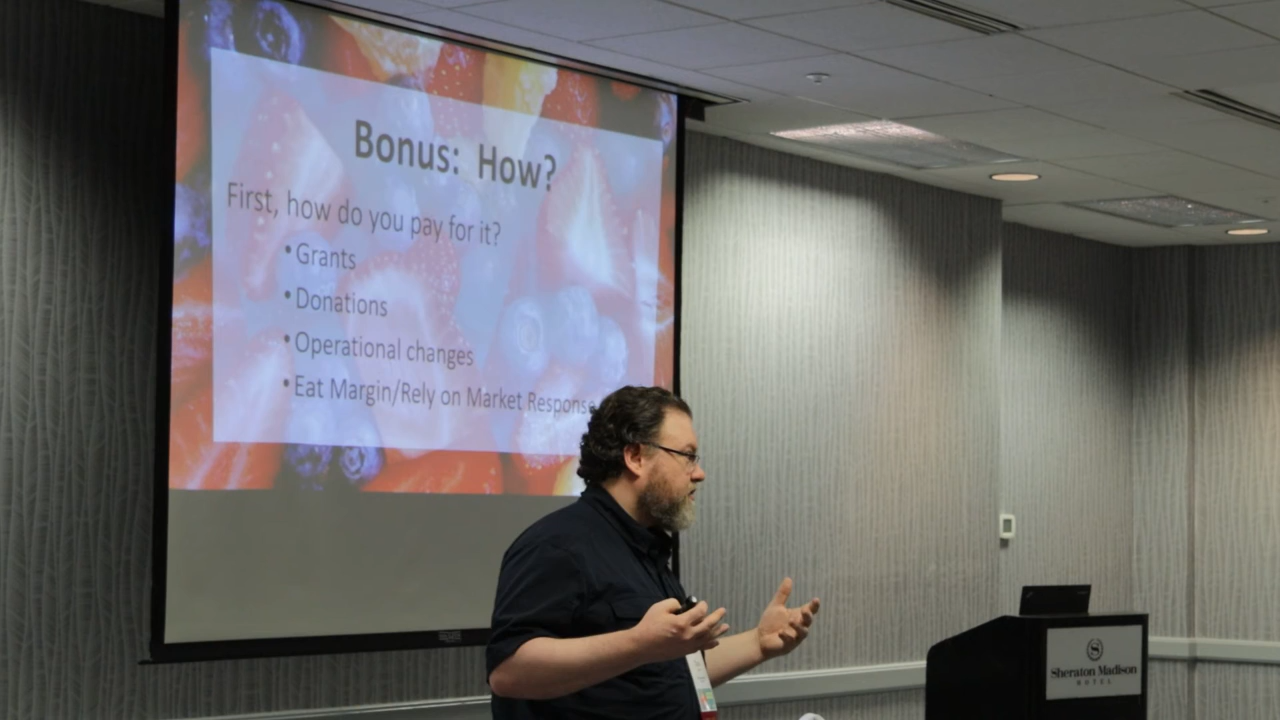 Bonus: How?
First, how do you pay for it?
• Grants
• Donations
• Operational changes
• Eat Margin/Rely on Market Response
S
Sheraton Madison
HOTEL